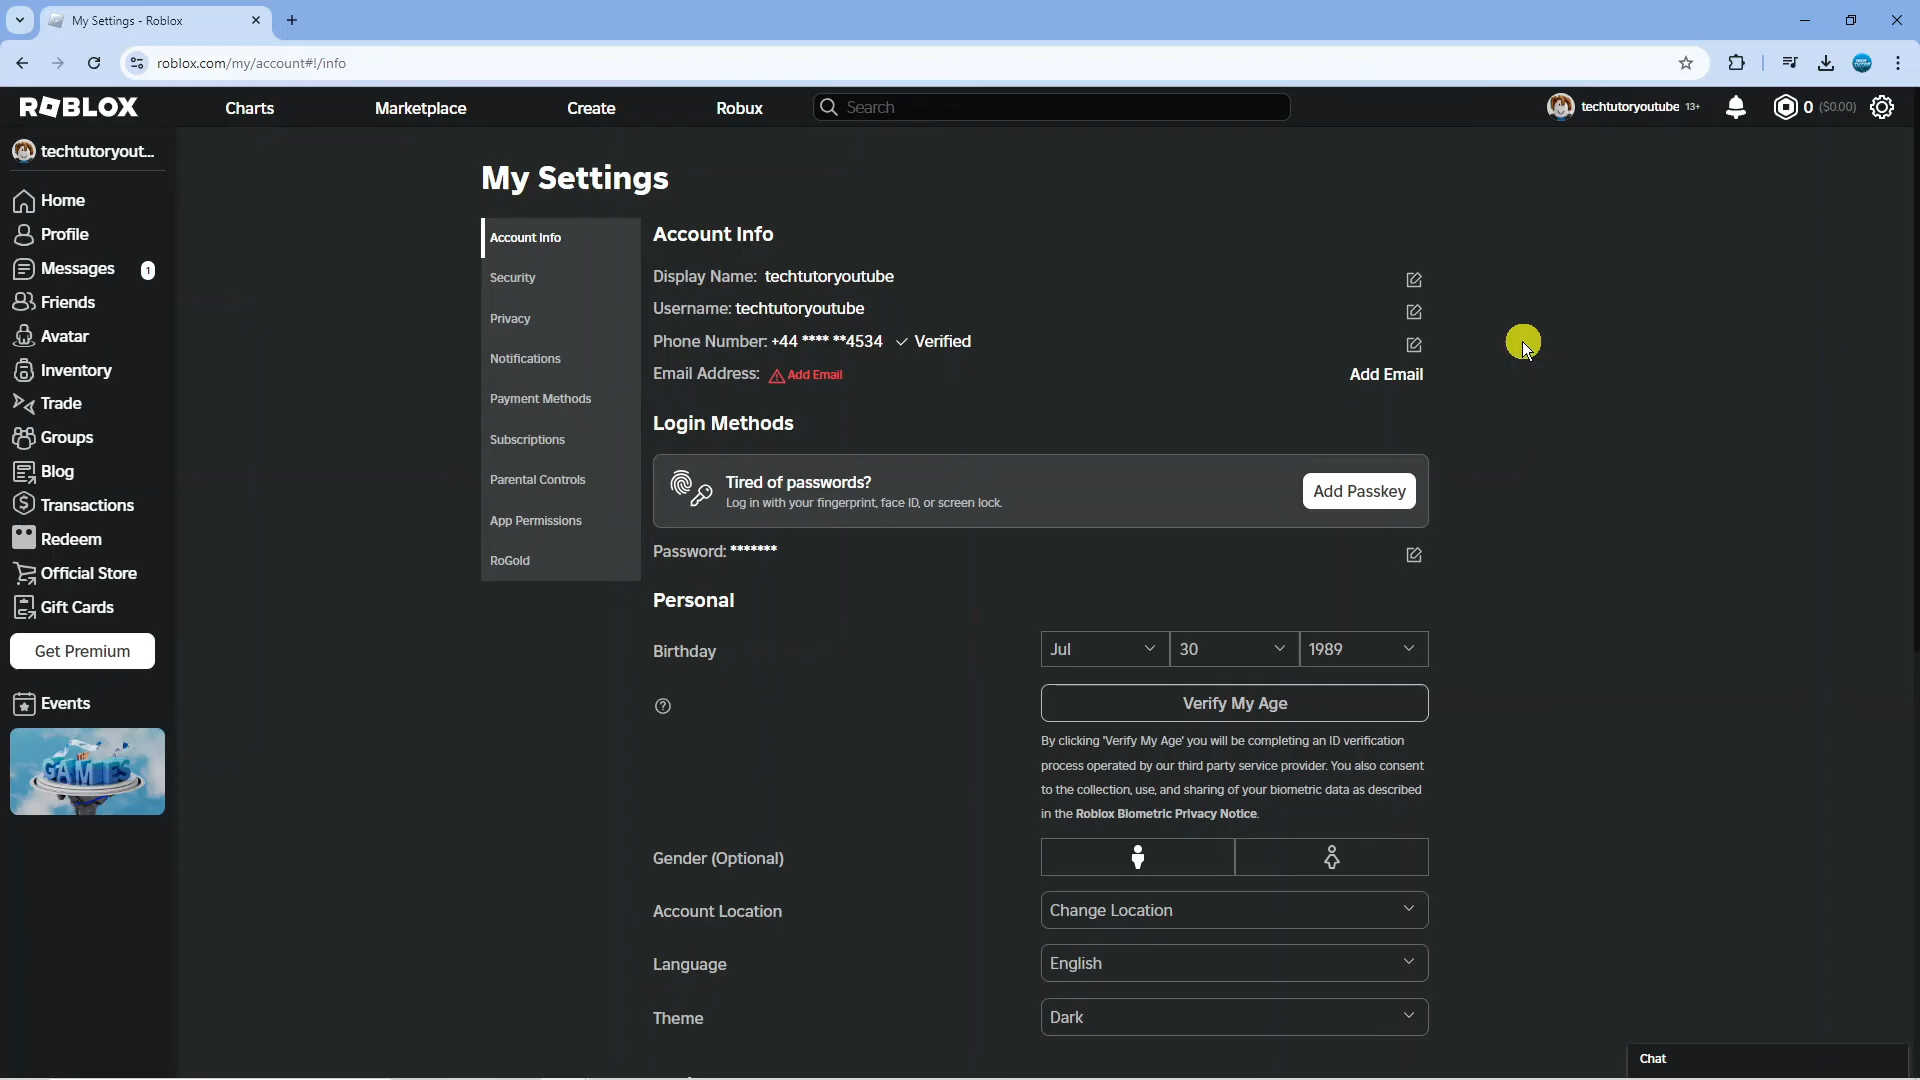 My Settings - Roblox
roblox.com/my/account#!/info
ROBLOX
Charts
Marketplace
Create
Robux
Search
techtutoryoutube 13+
0 ($0.00)
techtutoryout...
Home
Profile
Messages 1
Friends
Avatar
Inventory
Trade
Groups
Blog
Transactions
Redeem
Official Store
Gift Cards
Get Premium
Events
THE
GAMES
My Settings
Account Info
Security
Privacy
Notifications
Payment Methods
Subscriptions
Parental Controls
App Permissions
RoGold
Account Info
Display Name: techtutoryoutube
Username: techtutoryoutube
Phone Number: +44 **** **4534 ✓ Verified
Email Address: Add Email
Add Email
Login Methods
Tired of passwords?
Log in with your fingerprint, face ID, or screen lock.
Add Passkey
Password: *******
Personal
Birthday
Jul
30
1989
Verify My Age
By clicking 'Verify My Age' you will be completing an ID verification
process operated by our third party service provider. You also consent
to the collection, use, and sharing of your biometric data as described
in the Roblox Biometric Privacy Notice.
Gender (Optional)
Account Location
Change Location
Language
English
Theme
Dark
Chat